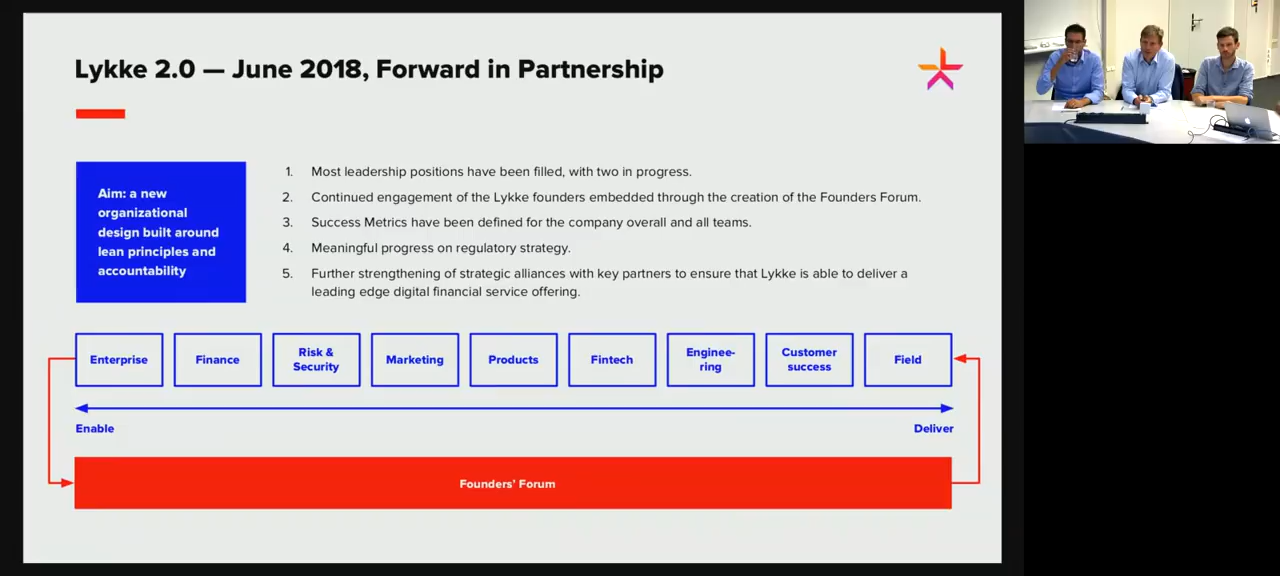 Lykke 2.0 — June 2018, Forward in Partnership
Aim: a new
organizational
design built around
lean principles and
accountability
1. Most leadership positions have been filled, with two in progress.
2. Continued engagement of the Lykke founders embedded through the creation of the Founders Forum.
3. Success Metrics have been defined for the company overall and all teams.
4. Meaningful progress on regulatory strategy.
5. Further strengthening of strategic alliances with key partners to ensure that Lykke is able to deliver a
leading edge digital financial service offering.
Enterprise
Finance
Risk &
Security
Marketing
Products
Fintech
Enginee-
ring
Customer
success
Field
Enable
Deliver
Founders' Forum